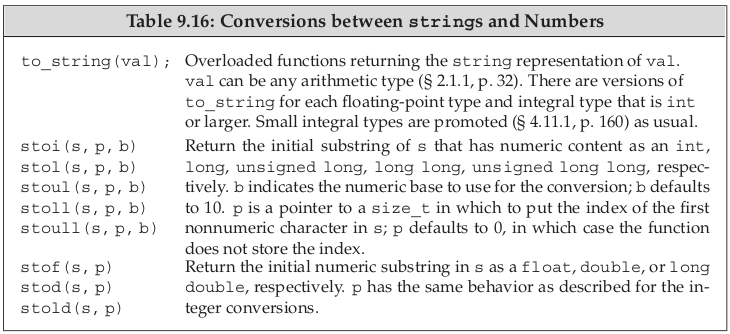 Table 9.16: Conversions between strings and Numbers
to_string(val); Overloaded functions returning the string representation of val.
val can be any arithmetic type (§ 2.1.1, p. 32). There are versions of
to_string for each floating-point type and integral type that is int
or larger. Small integral types are promoted (§ 4.11.1, p. 160) as usual.
stoi(s, p, b) Return the initial substring of s that has numeric content as an int,
stol(s, p, b) long, unsigned long, long long, unsigned long long, respec-
stoul(s, p, b) tively. b indicates the numeric base to use for the conversion; b defaults
stoll(s, p, b) to 10. p is a pointer to a size_t in which to put the index of the first
stoull(s, p, b) nonnumeric character in s; p defaults to 0, in which case the function
does not store the index.
stof(s, p) Return the initial numeric substring in s as a float, double, or long
stod(s, p) double, respectively. p has the same behavior as described for the in-
stold(s, p) teger conversions.